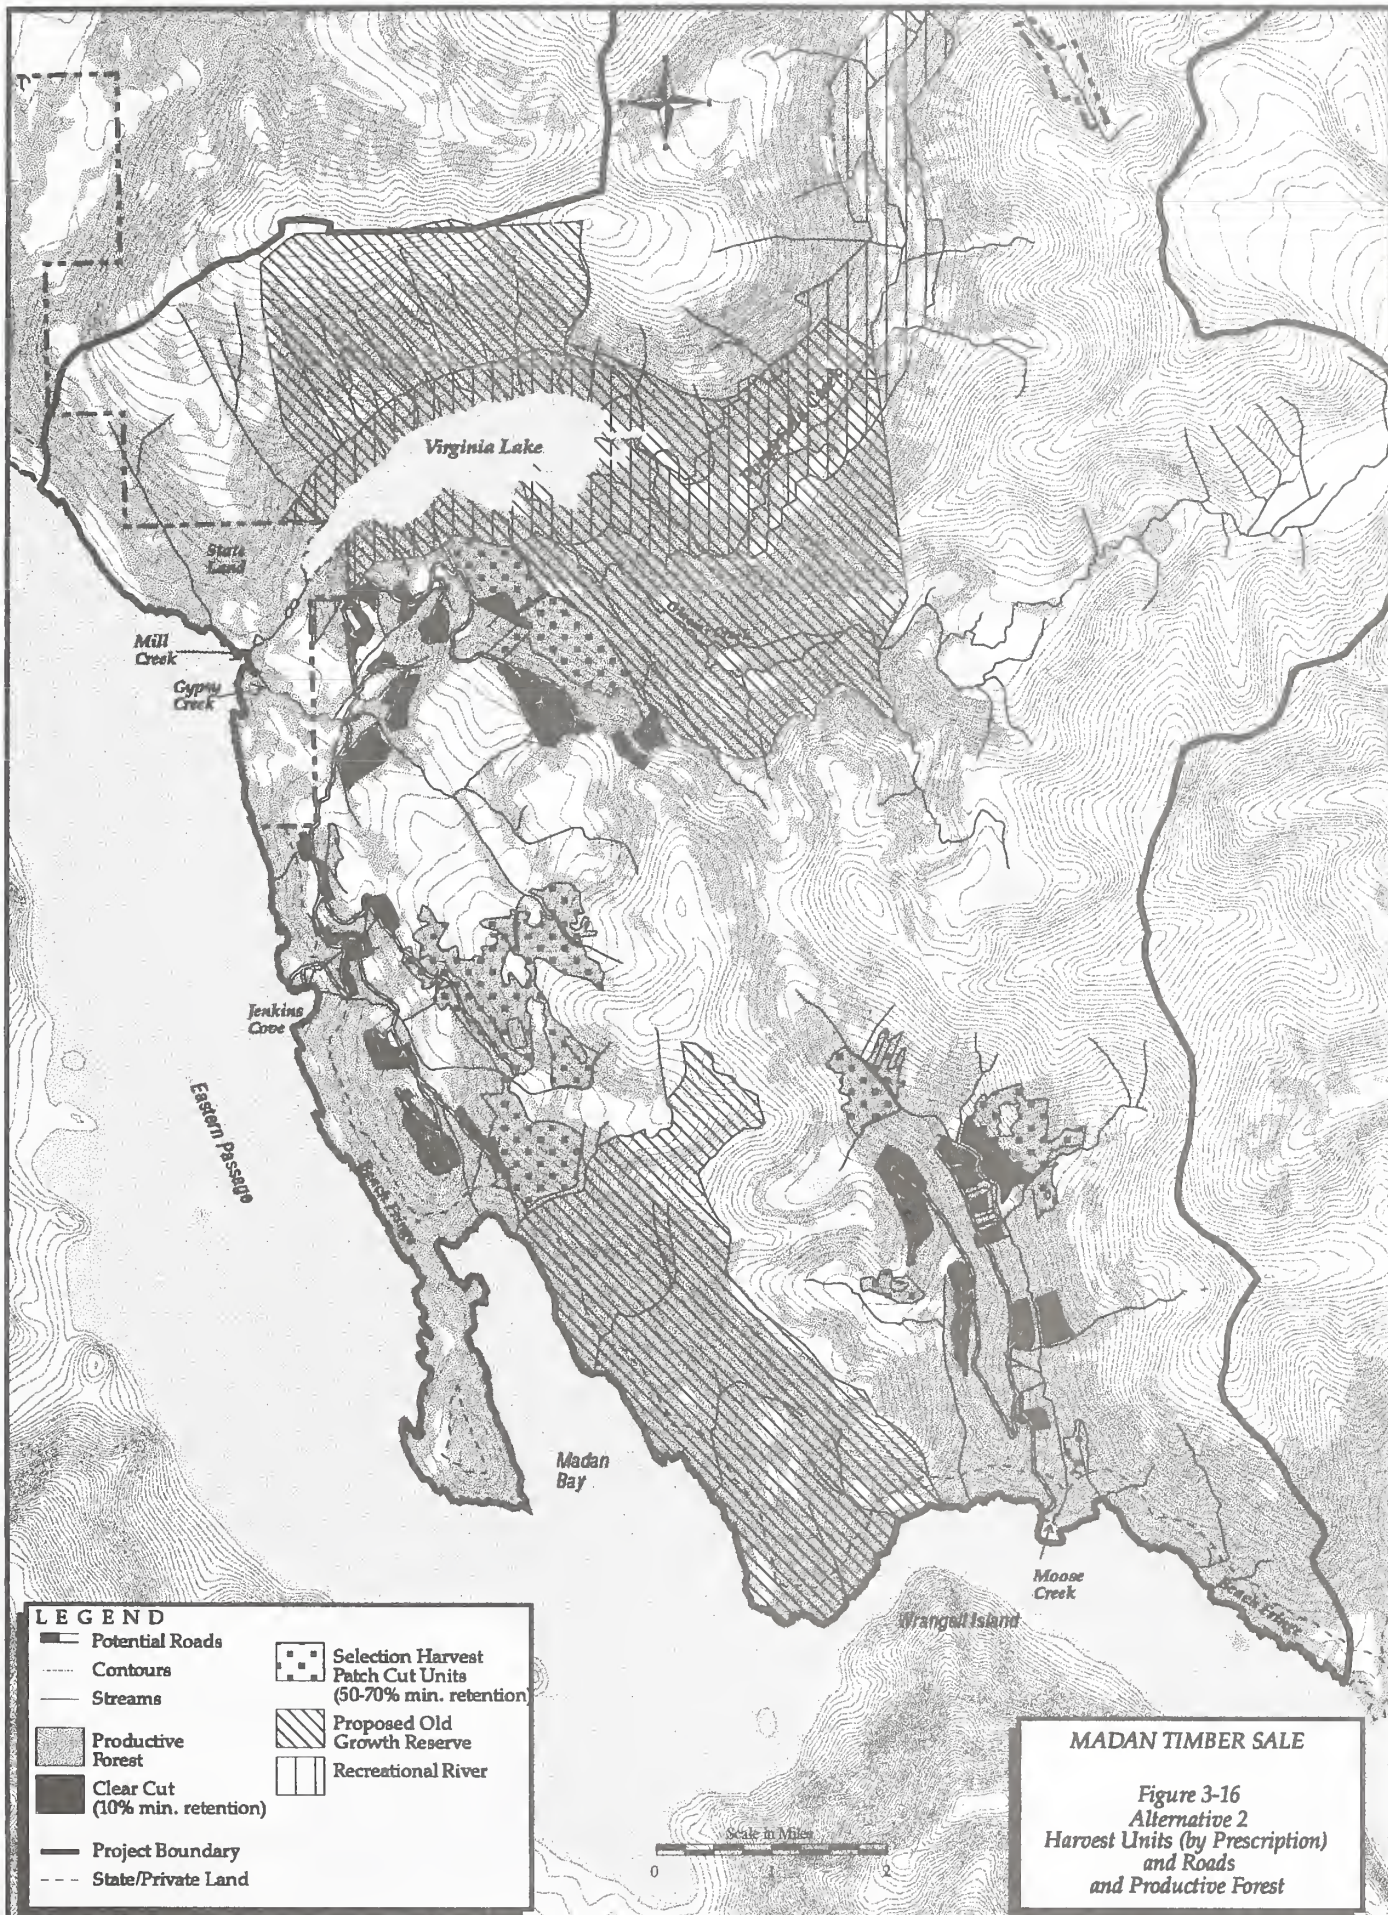 Virginia Lake
State
Land
Mill
Creek
Gypsy
Creek
Jenkins
Cove
Eastern Passage
Beach Fringe
Madan
Bay
Moose
Creek
Beach Fringe
Wrangell Island
LEGEND
Potential Roads
Contours
Streams
Productive
Forest
Clear Cut
(10% min. retention)
Project Boundary
State/Private Land
Selection Harvest
Patch Cut Units
(50-70% min. retention)
Proposed Old
Growth Reserve
Recreational River
Scale in Miles
0 1 2
MADAN TIMBER SALE
Figure 3-16
Alternative 2
Harvest Units (by Prescription)
and Roads
and Productive Forest